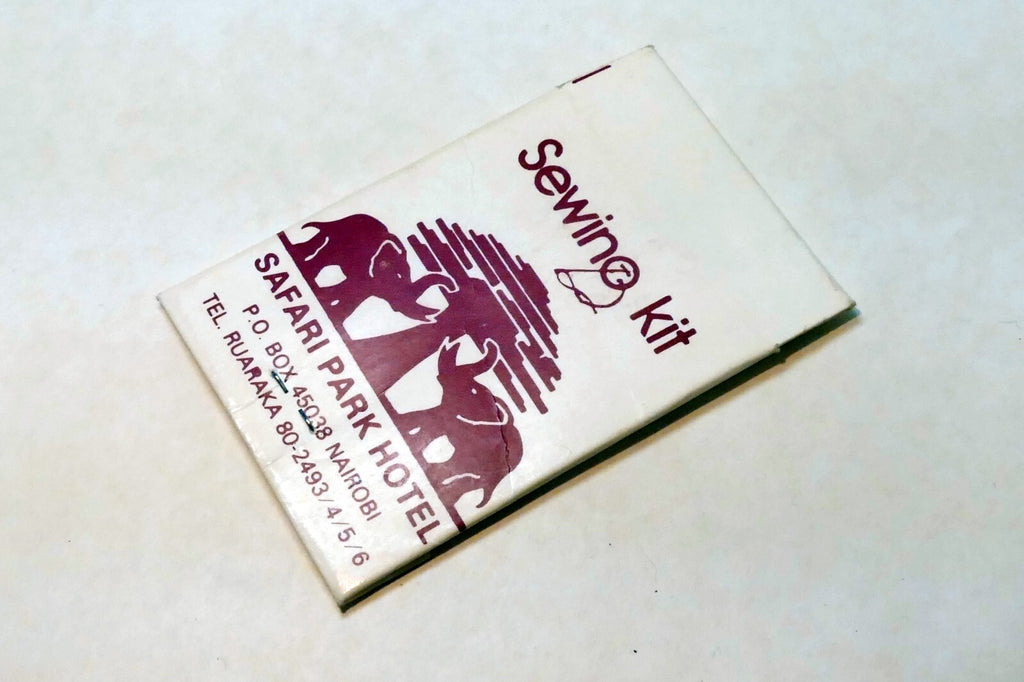 Sewing kit
SAFARI PARK HOTEL
P.O. BOX 45038 NAIROBI
TEL. RUARAKA 80-2493/4/5/6